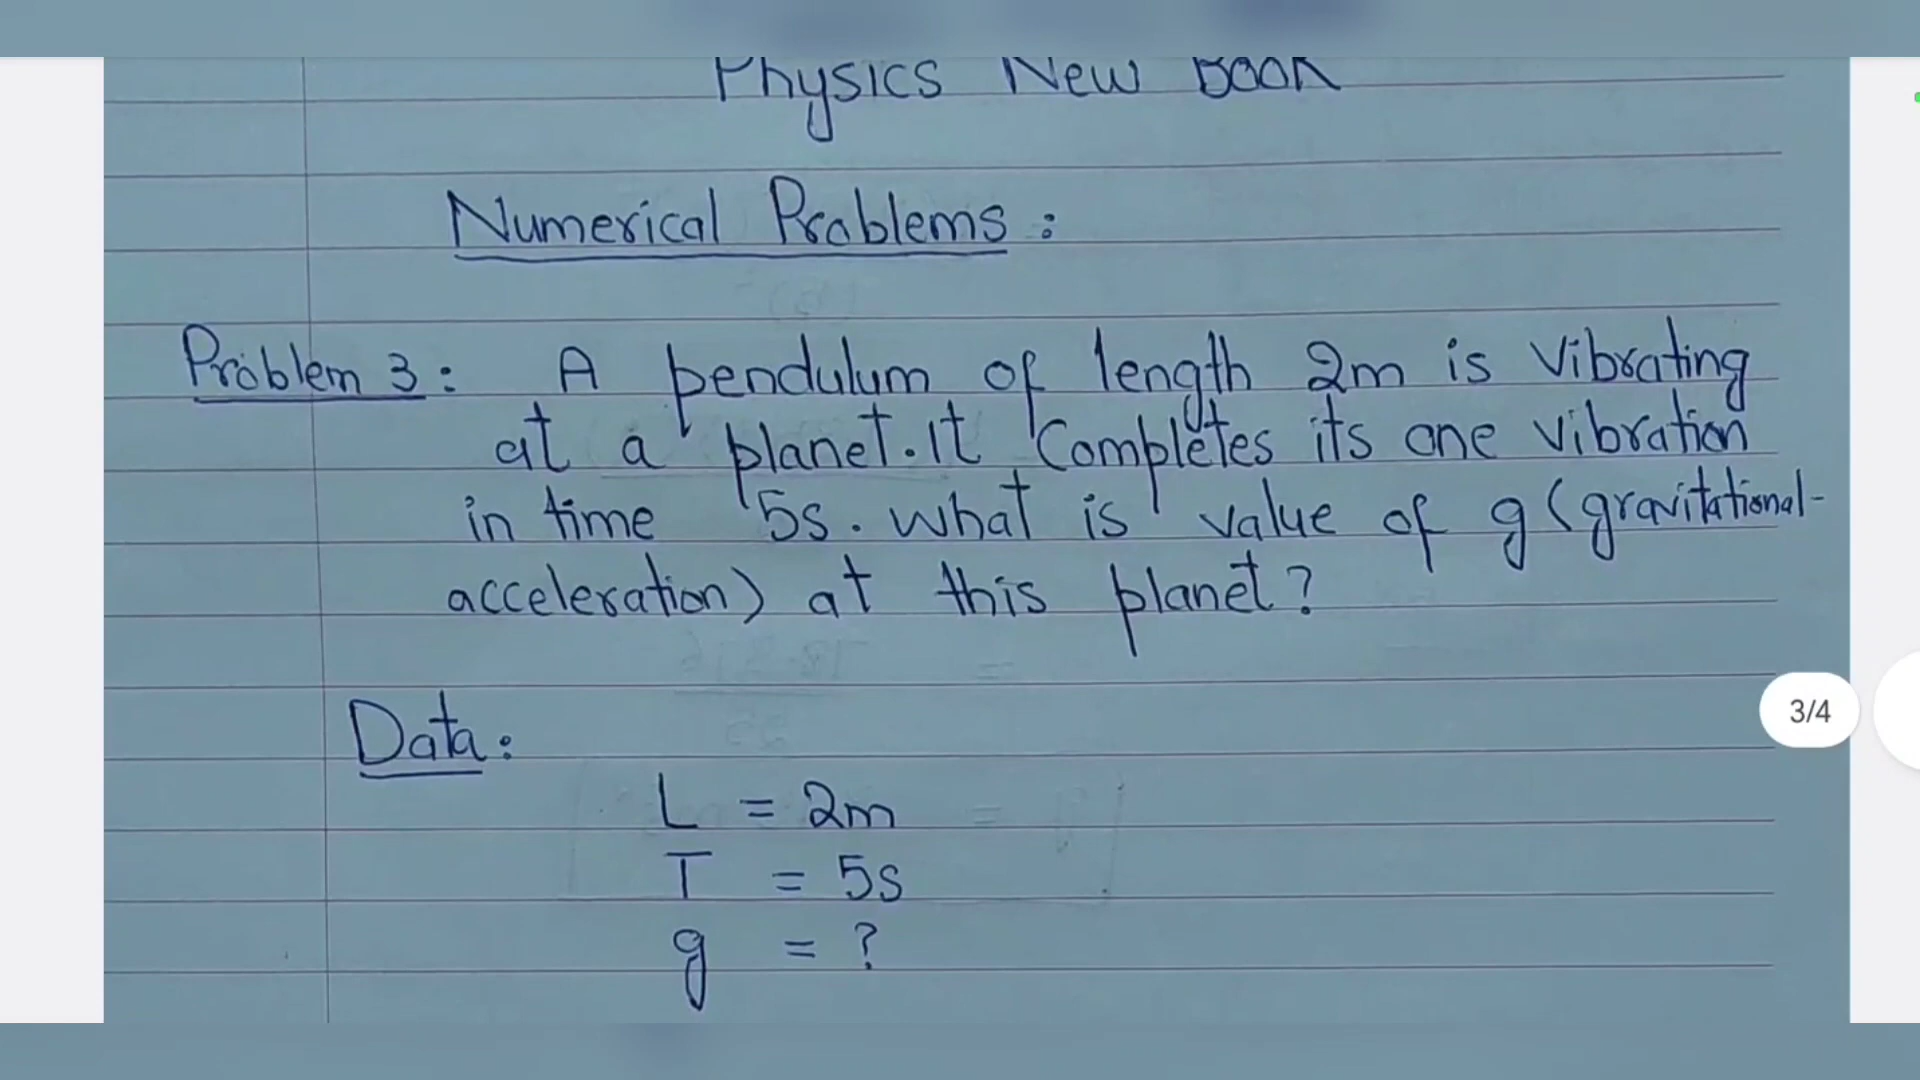 Physics New Book
Numerical Problems :
Problem 3 : A pendulum of length 2m is vibrating
at a planet. It completes its one vibration
in time 5s. what is value of g (gravitational-
acceleration) at this planet?
Data :
L = 2m
T = 5s
g = ?
3/4